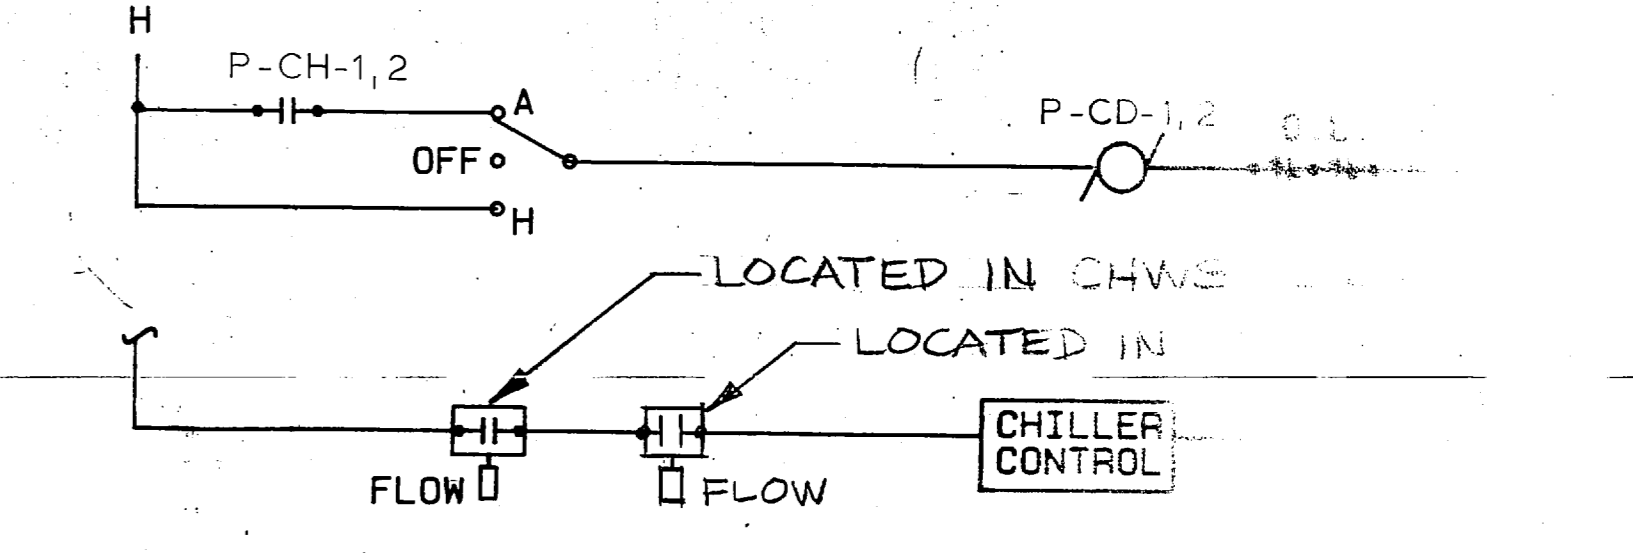 H
P-CH-1,2
A
P-CD-1,2
O.L.
OFF
H
LOCATED IN CHWS
LOCATED IN
CHILLER
CONTROL
FLOW
FLOW